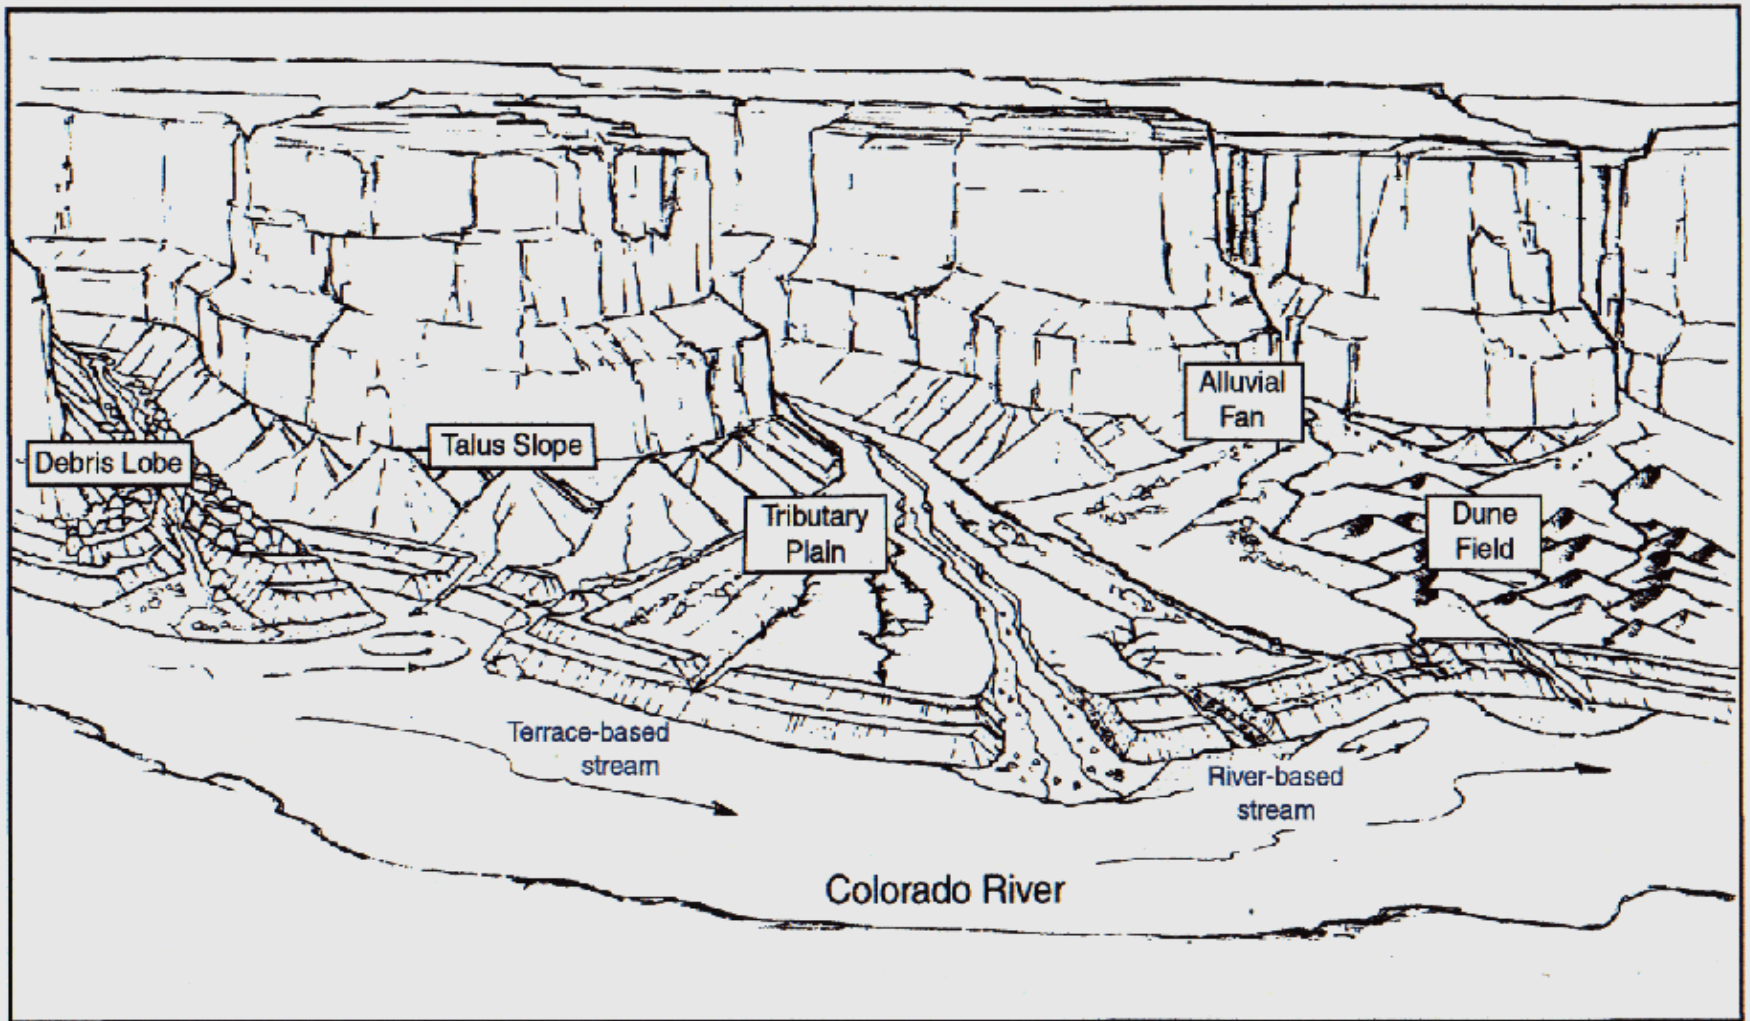 Alluvial
Fan
Debris Lobe
Talus Slope
Tributary
Plain
Dune
Field
Terrace-based
stream
River-based
stream
Colorado River